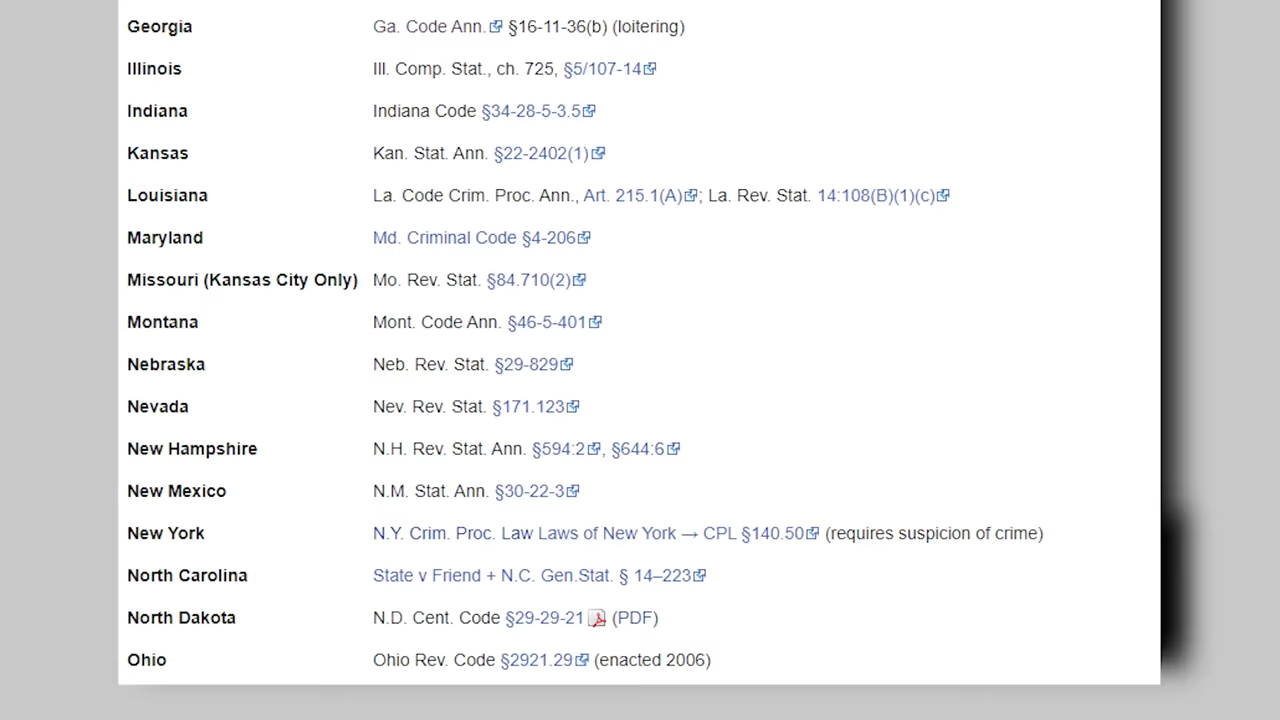 Georgia Ga. Code Ann. §16-11-36(b) (loitering)
Illinois Ill. Comp. Stat., ch. 725, §5/107-14
Indiana Indiana Code §34-28-5-3.5
Kansas Kan. Stat. Ann. §22-2402(1)
Louisiana La. Code Crim. Proc. Ann., Art. 215.1(A); La. Rev. Stat. 14:108(B)(1)(c)
Maryland Md. Criminal Code §4-206
Missouri (Kansas City Only) Mo. Rev. Stat. §84.710(2)
Montana Mont. Code Ann. §46-5-401
Nebraska Neb. Rev. Stat. §29-829
Nevada Nev. Rev. Stat. §171.123
New Hampshire N.H. Rev. Stat. Ann. §594:2, §644:6
New Mexico N.M. Stat. Ann. §30-22-3
New York N.Y. Crim. Proc. Law Laws of New York → CPL §140.50 (requires suspicion of crime)
North Carolina State v Friend + N.C. Gen.Stat. § 14–223
North Dakota N.D. Cent. Code §29-29-21 (PDF)
Ohio Ohio Rev. Code §2921.29 (enacted 2006)